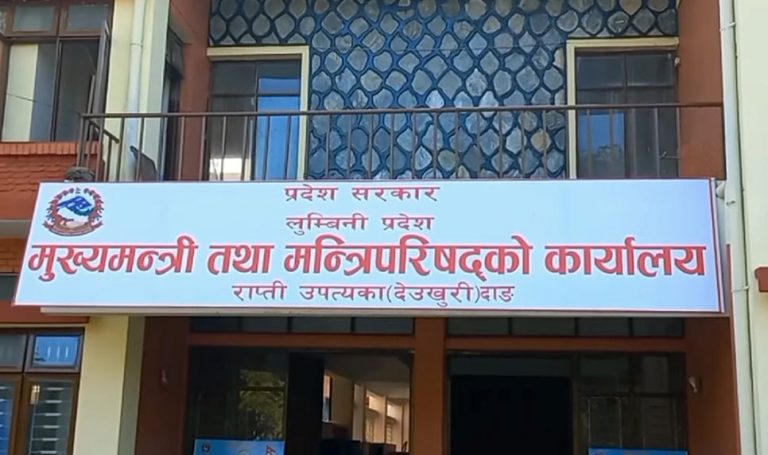 प्रदेश सरकार
लुम्बिनी प्रदेश
मुख्यमन्त्री तथा मन्त्रिपरिषद्को कार्यालय
राप्ती उपत्यका(देउखुरी)दाङ